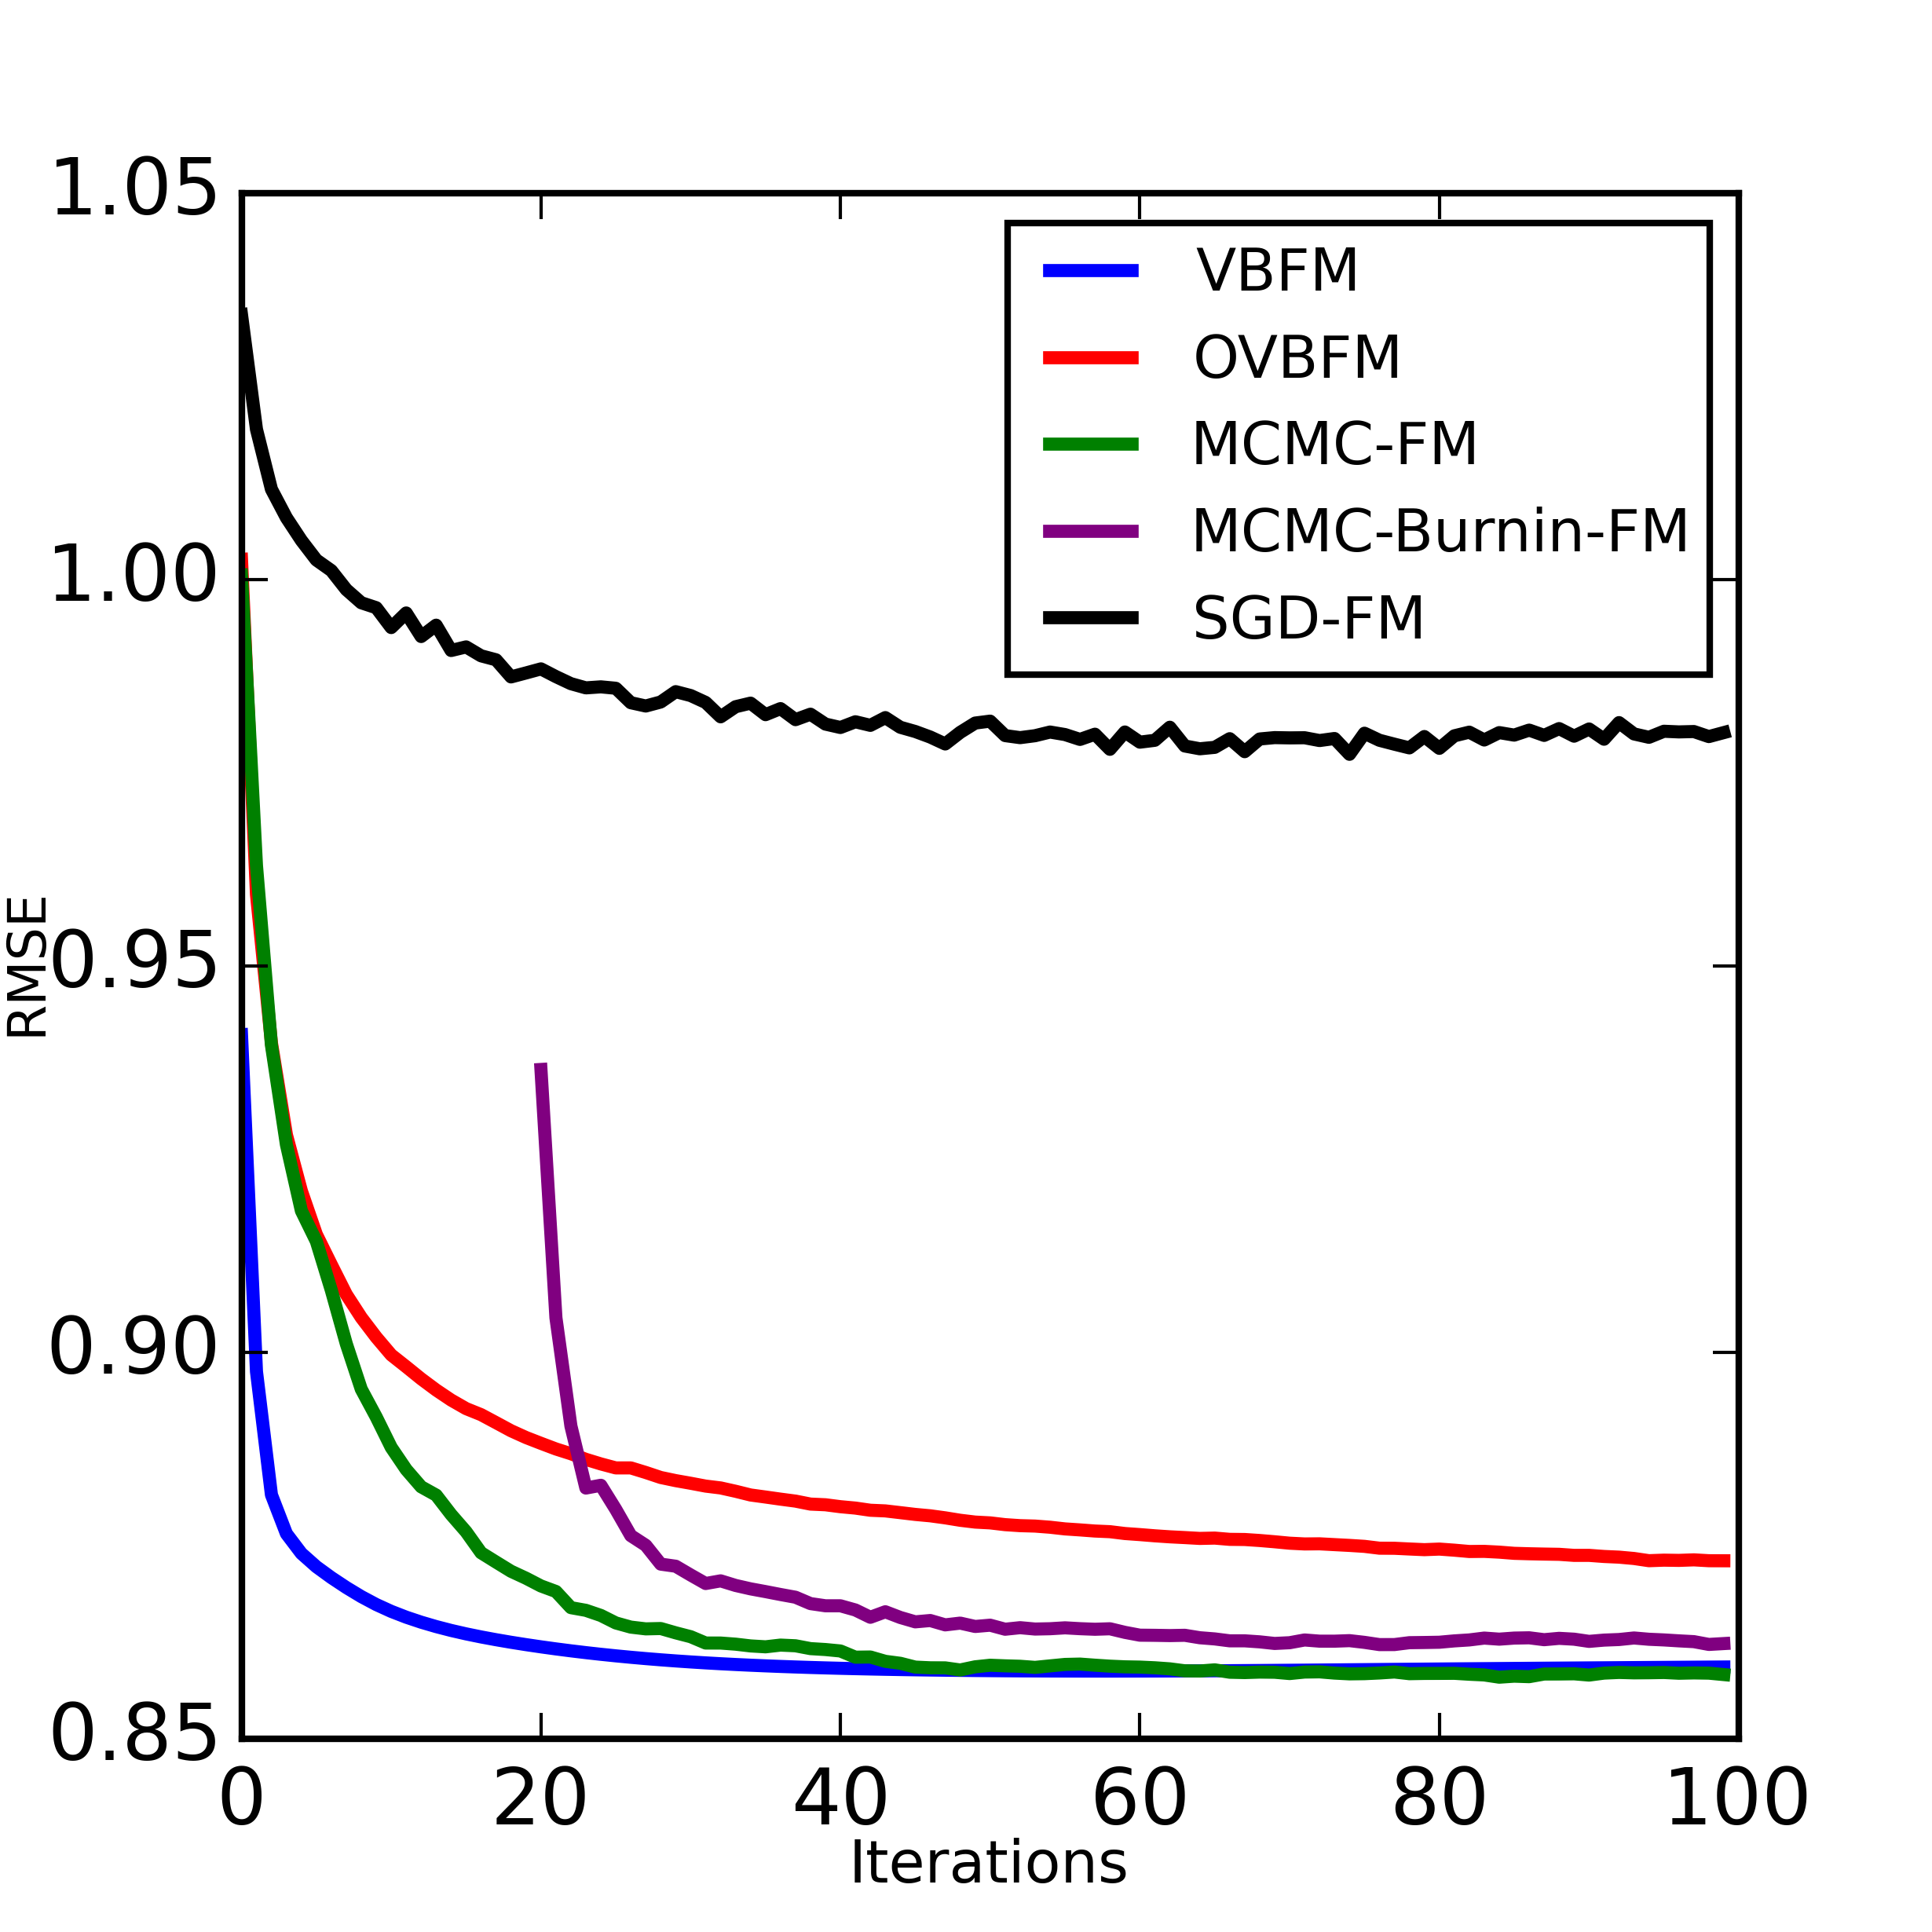 1.05
1.00
0.95
0.90
0.85
RMSE
VBFM
OVBFM
MCMC-FM
MCMC-Burnin-FM
SGD-FM
0 20 40 60 80 100
Iterations